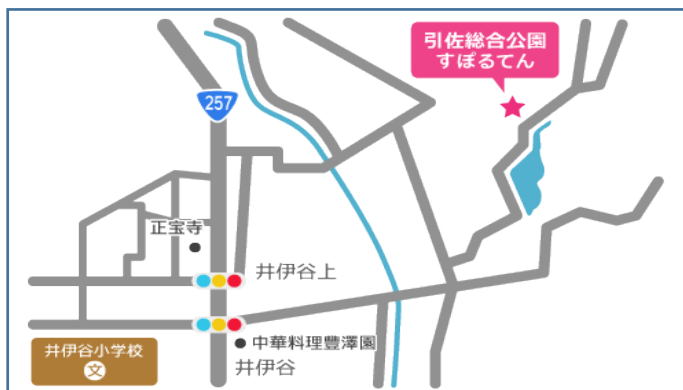 引佐総合公園
すぽるてん
257
正宝寺
井伊谷上
中華料理豊澤園
井伊谷
井伊谷小学校
文